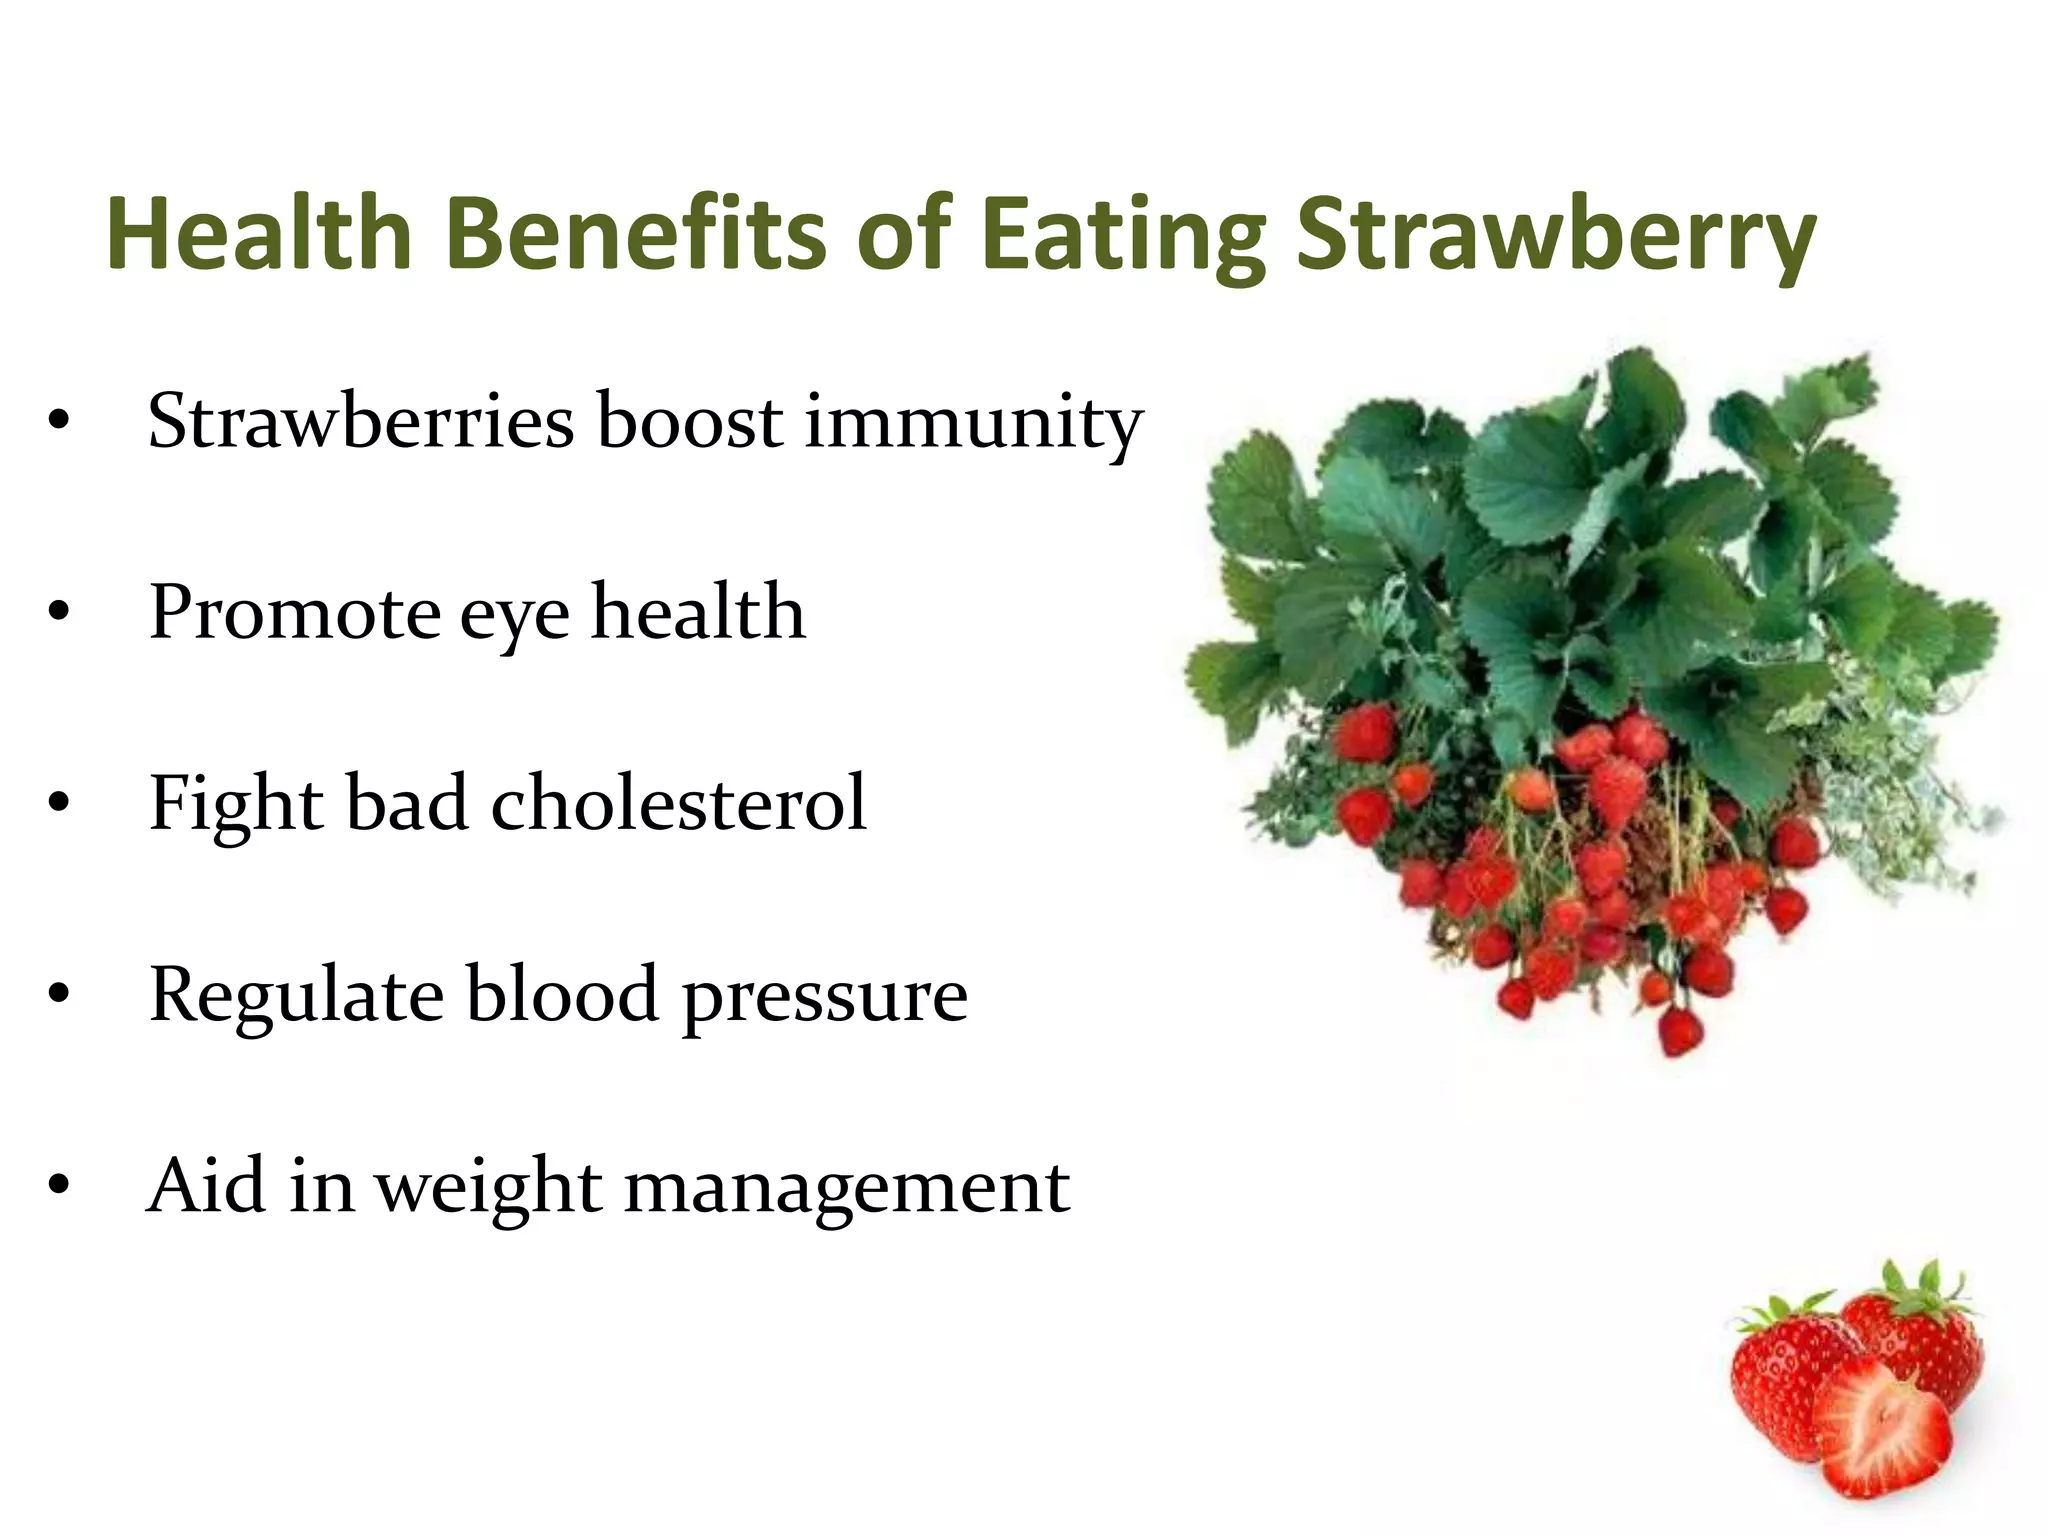 Health Benefits of Eating Strawberry
• Strawberries boost immunity
• Promote eye health
• Fight bad cholesterol
• Regulate blood pressure
• Aid in weight management